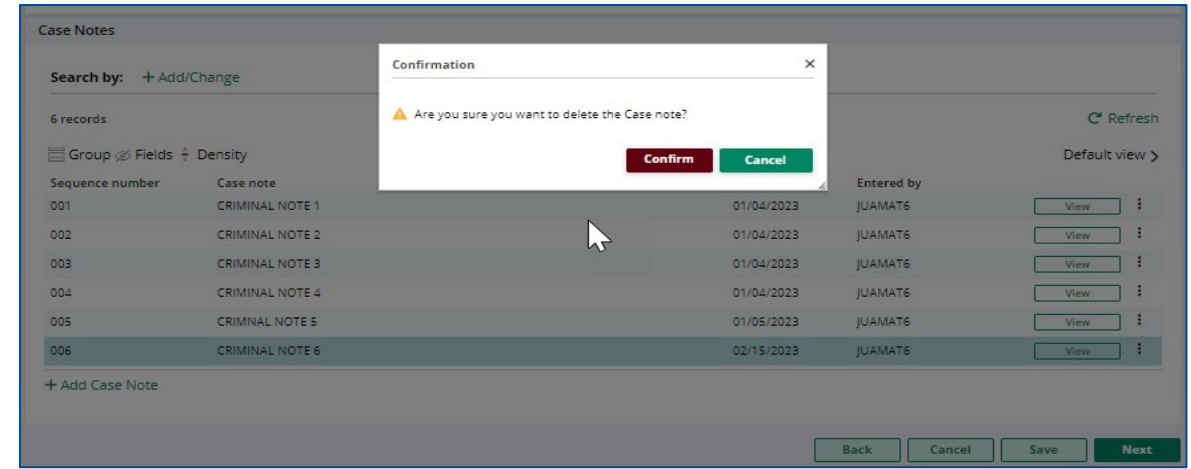 Case Notes
Confirmation
Search by: + Add/Change
Are you sure you want to delete the Case note?
6 records
Refresh
Confirm Cancel
Group Fields Density
Default view
Sequence number Case note Entered by
001 CRIMINAL NOTE 1 01/04/2023 JUAMAT6 View
002 CRIMINAL NOTE 2 01/04/2023 JUAMAT6 View
003 CRIMINAL NOTE 3 01/04/2023 JUAMAT6 View
004 CRIMINAL NOTE 4 01/04/2023 JUAMAT6 View
005 CRIMNAL NOTE 5 01/05/2023 JUAMAT6 View
006 CRIMINAL NOTE 6 02/15/2023 JUAMAT6 View
+ Add Case Note
Back Cancel Save Next